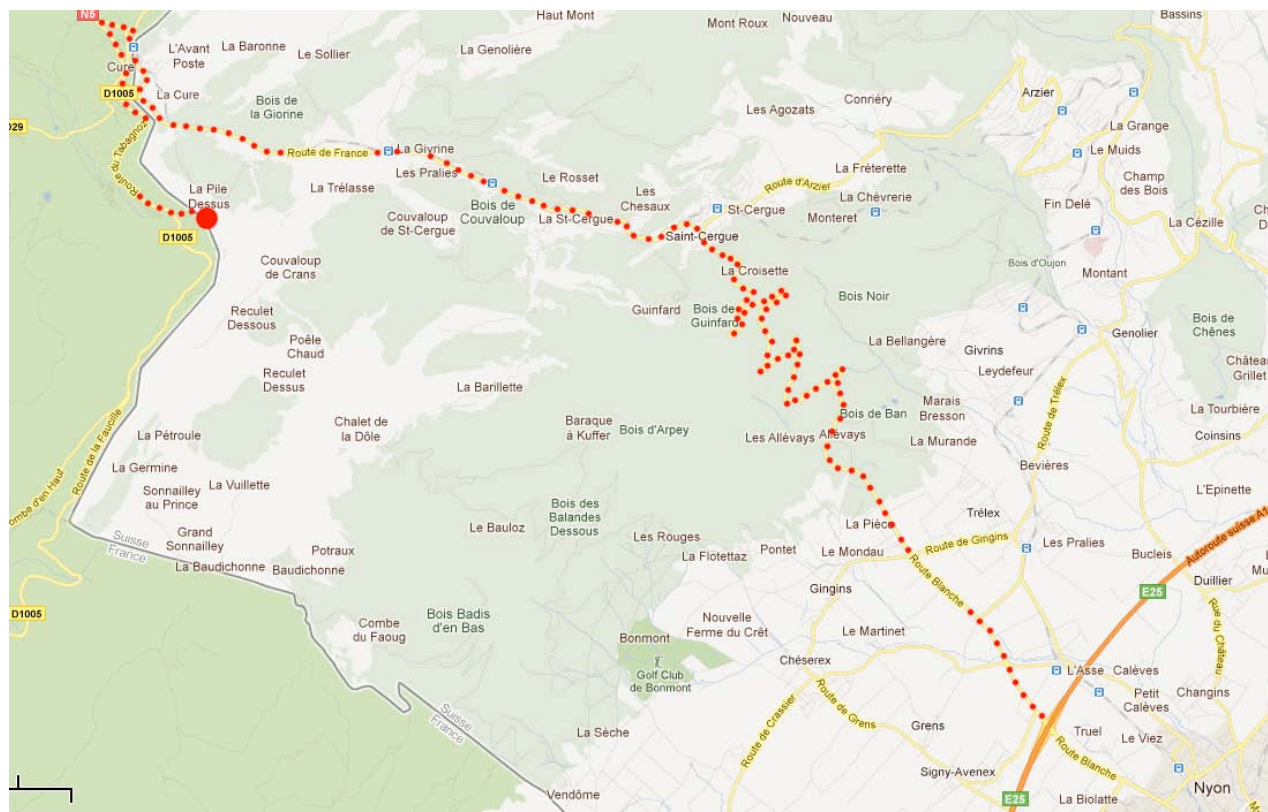 N5
Haut Mont
Mont Roux
Nouveau
Bassins
L'Avant
Poste
La Baronne
Le Sollier
La Genolière
Cure
La Cure
D1005
Bois de
la Gionne
Les Agozats
Conriéry
Arzier
La Grange
Le Muids
D29
Route du Tabagnoz
Route de France
La Givrine
Les Pralies
La Trélasse
Le Rosset
Les
Chesaux
La Fréterette
Route d'Arzier
La Chèvrerie
Champ
des Bois
La Pile
Dessus
Couvaloup
de St-Cergue
Bois de
Couvaloup
La St-Cergue
St-Cergue
Monteret
Fin Delé
La Cézille
D1005
Saint-Cergue
Couvaloup
de Crans
La Croisette
Bois d'Oujon
Montant
Reculet
Dessous
Guinfard
Bois de
Guinfard
Bois Noir
Bois de
Chênes
Poêle
Chaud
La Bellangère
Givrins
Genolier
Reculet
Dessus
La Barillette
Leydefeur
Château
Grillet
Chalet de
la Dôle
Baraque
à Kuffer
Bois d'Arpey
Les Allévays
Allévays
Bois de Ban
Marais
Bresson
Route de Trélex
La Tourbière
La Pétroule
La Murande
Coinsins
La Germine
Route de la Faucille
Bevières
Combe d'en Haut
Sonnailley
au Prince
La Vuillette
L'Epinette
Bois des
Balandes
Dessous
Le Bauloz
La Pièce
Trélex
Autoroute suisse A1
Suisse
France
Grand
Sonnailley
Les Rouges
Pontet
Route de Gingins
Les Pralies
Potraux
La Flotettaz
Le Mondau
Bucleis
La Baudichonne
Baudichonne
Gingins
Route Blanche
E25
Duillier
D1005
Bois Badis
d'en Bas
Combe
du Faoug
Nouvelle
Ferme du Crêt
Rue du Château
Bonmont
Le Martinet
Chéserex
L'Asse
Calèves
Golf Club
de Bonmont
Petit
Calèves
Changins
Suisse
France
Route de Crassier
Route de Grens
Grens
La Sèche
Truel
Le Viez
Route Blanche
Signy-Avenex
Nyon
Vendôme
E25
La Biolatte